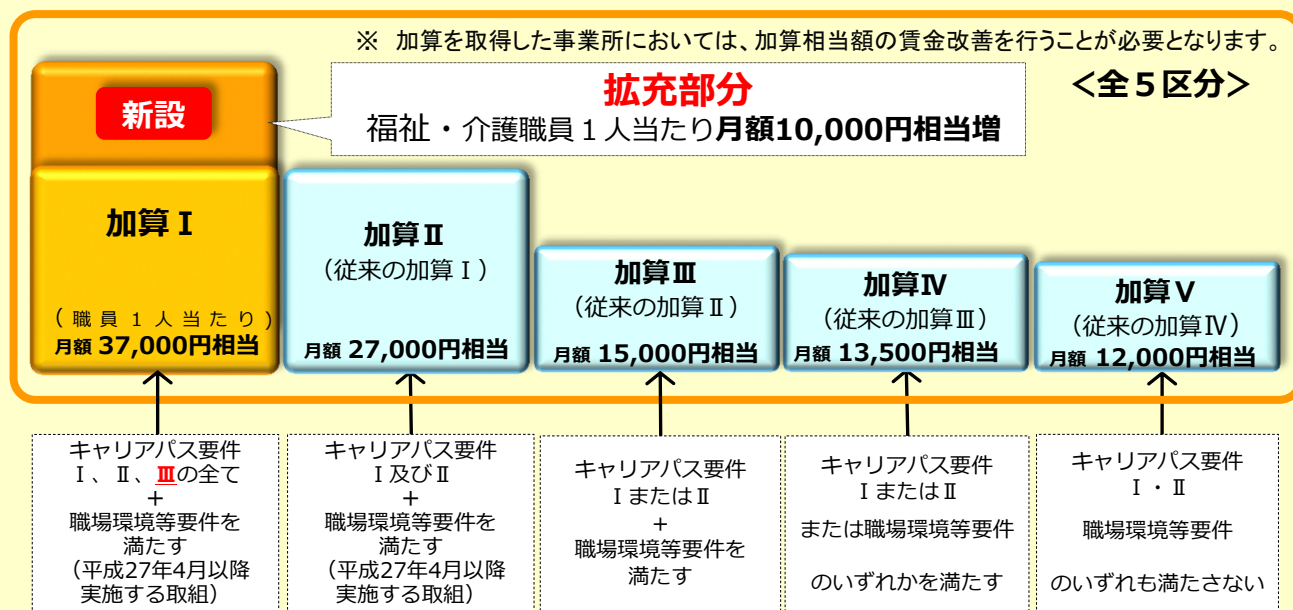 ※ 加算を取得した事業所においては、加算相当額の賃金改善を行うことが必要となります。
＜全５区分＞
新設
拡充部分
福祉・介護職員１人当たり月額10,000円相当増
加算Ⅰ
（職員１人当たり）
月額 37,000円相当
加算Ⅱ
（従来の加算Ⅰ）
月額 27,000円相当
加算Ⅲ
（従来の加算Ⅱ）
月額 15,000円相当
加算Ⅳ
（従来の加算Ⅲ）
月額 13,500円相当
加算Ⅴ
（従来の加算Ⅳ）
月額 12,000円相当
キャリアパス要件
Ⅰ、Ⅱ、Ⅲの全て
＋
職場環境等要件を
満たす
（平成27年4月以降
実施する取組）
キャリアパス要件
Ⅰ及びⅡ
＋
職場環境等要件を
満たす
（平成27年4月以降
実施する取組）
キャリアパス要件
ⅠまたはⅡ
＋
職場環境等要件を
満たす
キャリアパス要件
ⅠまたはⅡ
または職場環境等要件
のいずれかを満たす
キャリアパス要件
Ⅰ・Ⅱ
職場環境等要件
のいずれも満たさない